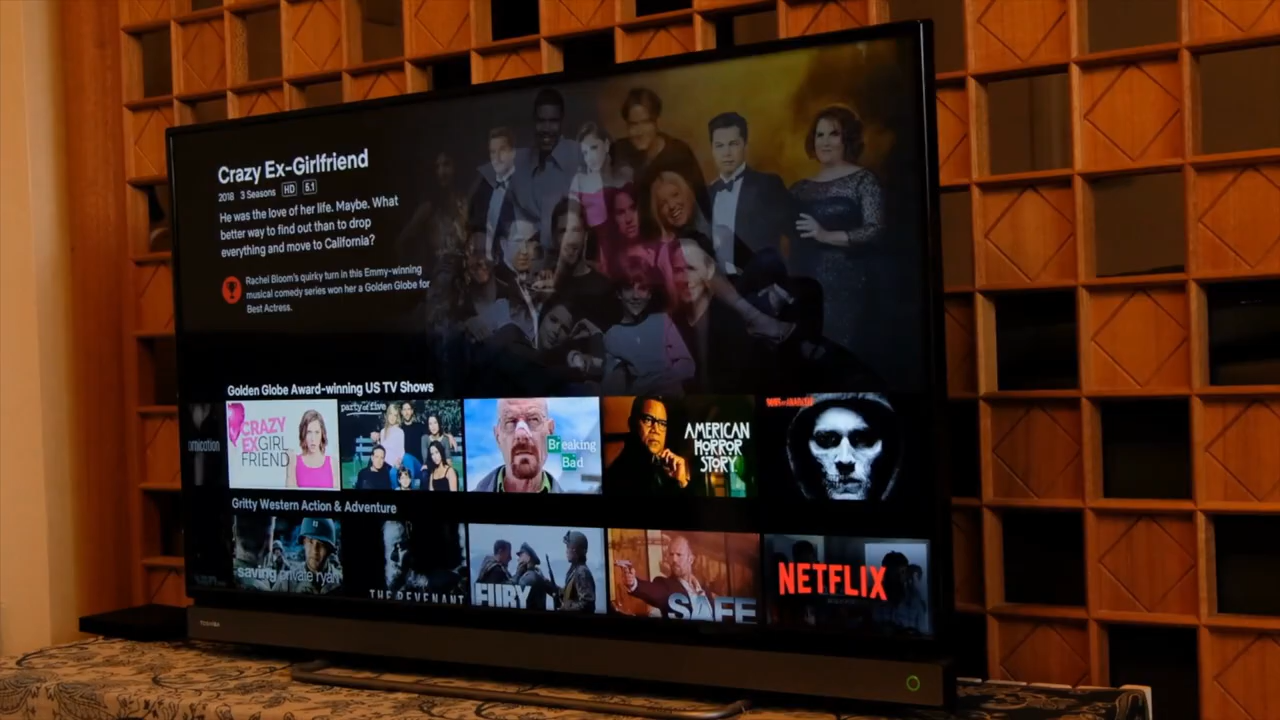 Crazy Ex-Girlfriend
2018 3 Seasons HD 5.1
He was the love of her life. Maybe. What
better way to find out than to drop
everything and move to California?
Rachel Bloom's quirky turn in this Emmy-winning
musical comedy series won her a Golden Globe for
Best Actress.
Golden Globe Award-winning US TV Shows
CRAZY
EXGIRL
FRIEND
party of five
Breaking
Bad
AMERICAN
HORROR
STORY
Gritty Western Action & Adventure
saving private ryan
THE REVENANT
FURY
SAFE
NETFLIX
TOSHIBA